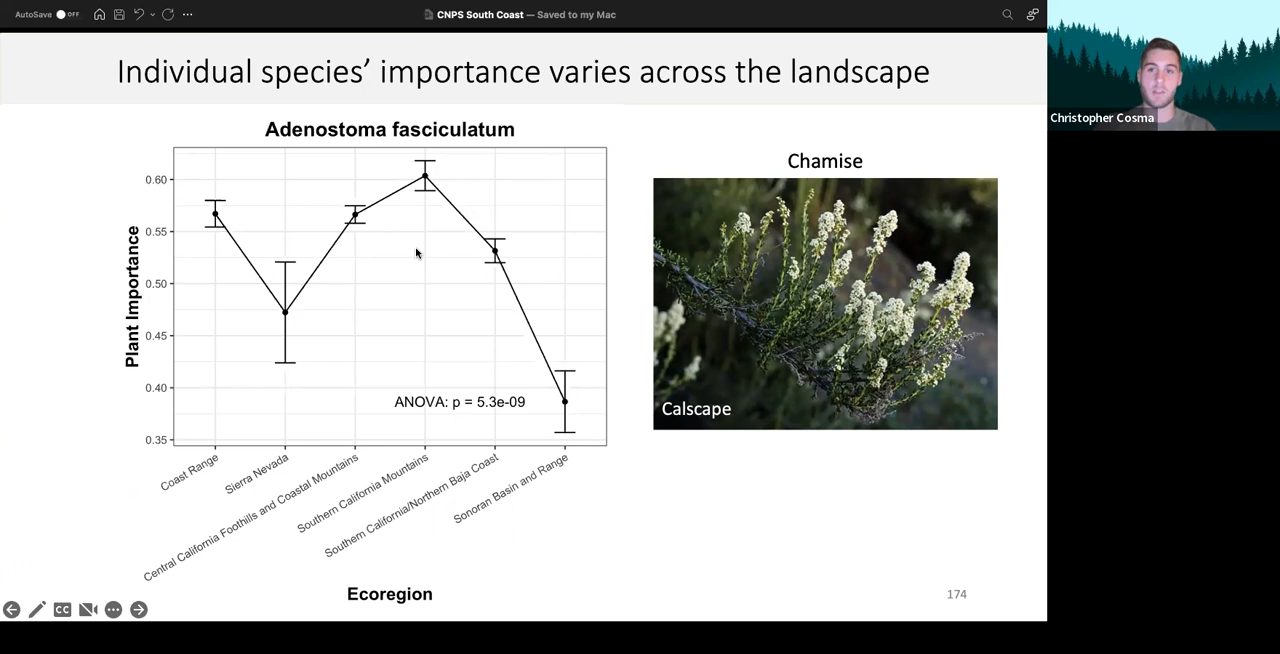 AutoSave OFF
CNPS South Coast — Saved to my Mac
Individual species’ importance varies across the landscape
Christopher Cosma
Adenostoma fasciculatum
Plant Importance
0.60
0.55
0.50
0.45
0.40
0.35
ANOVA: p = 5.3e-09
Coast Range
Sierra Nevada
Central California Foothills and Coastal Mountains
Southern California Mountains
Southern California/Northern Baja Coast
Sonoran Basin and Range
Ecoregion
Chamise
Calscape
174
CC